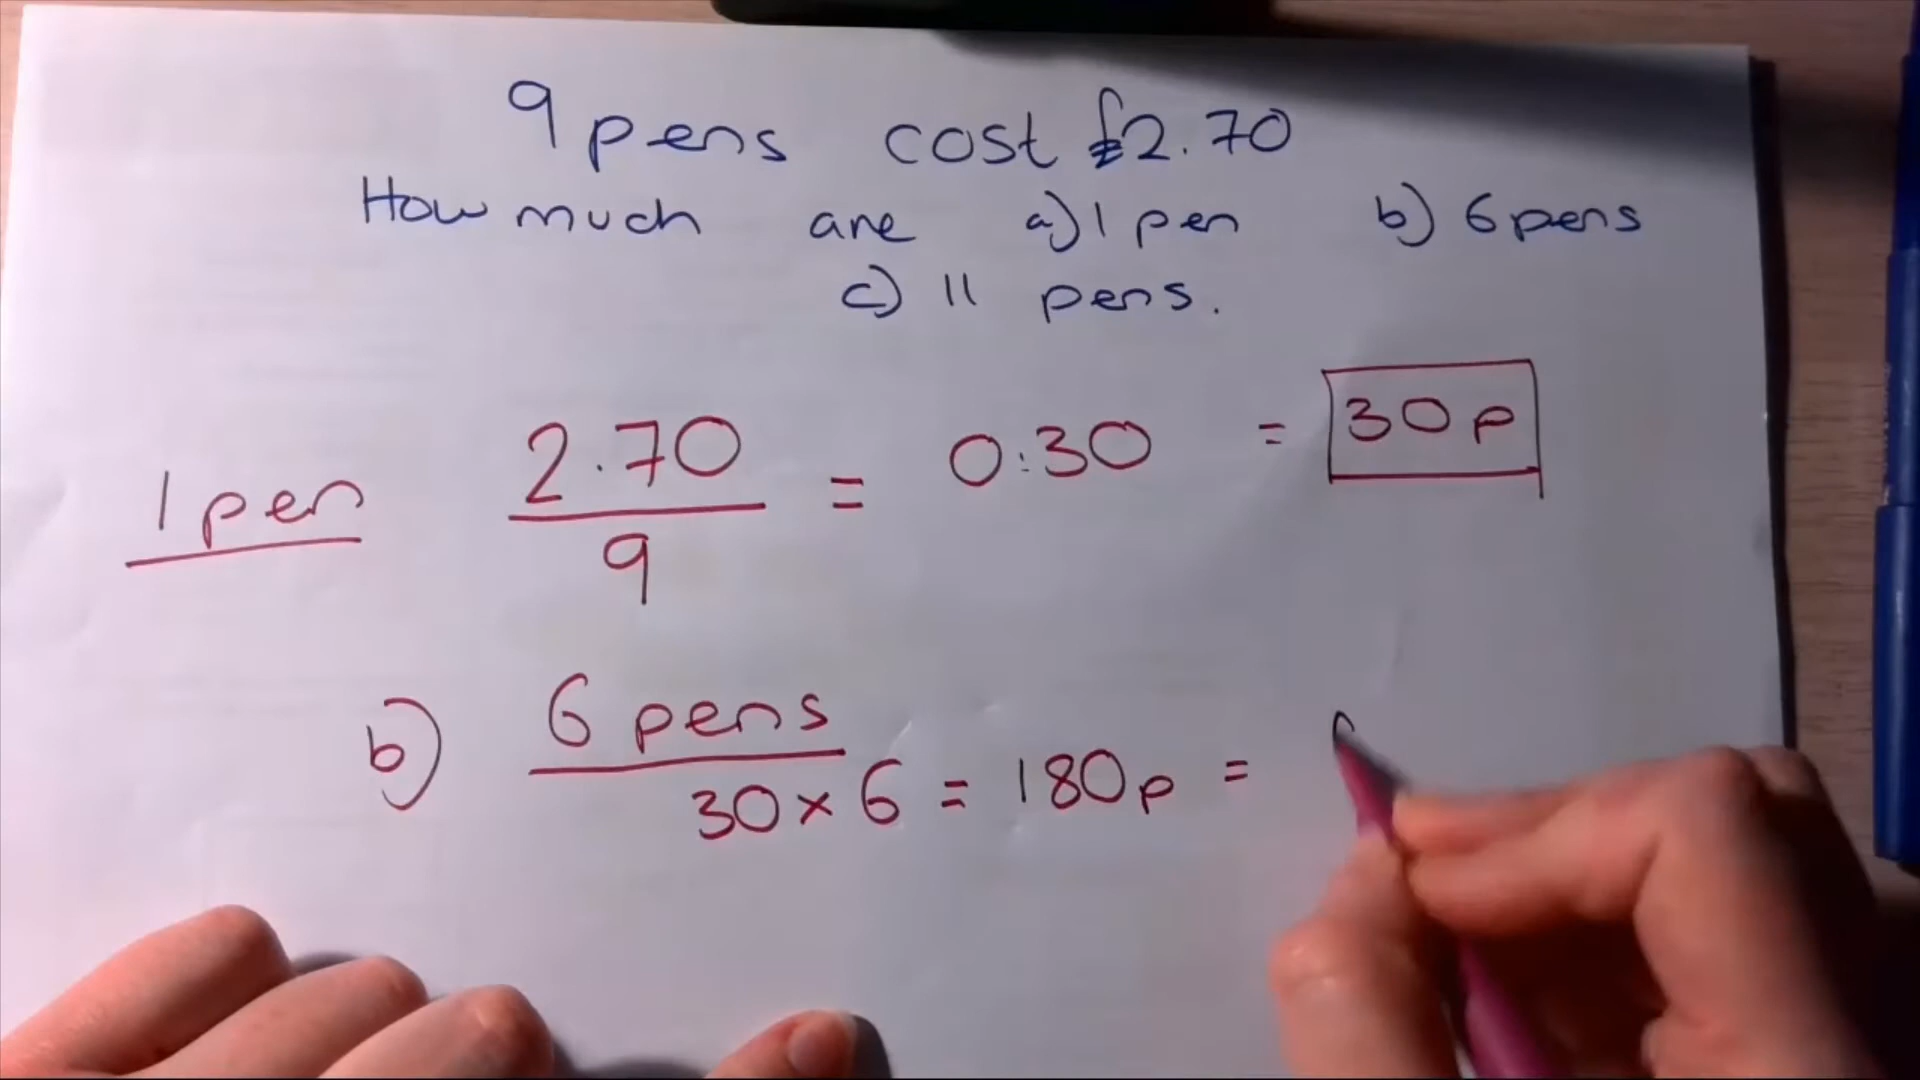 9 pens cost £2.70
How much are a) 1 pen b) 6 pens
c) 11 pens.
1 pen 2.70 = 0.30 = 30p
9
b) 6 pens
30 × 6 = 180p =